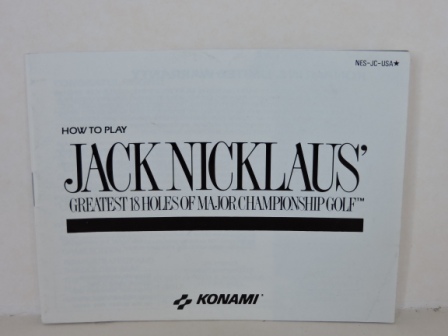 NES-JC-USA★
HOW TO PLAY
JACK NICKLAUS'
GREATEST 18 HOLES OF MAJOR CHAMPIONSHIP GOLF™
KONAMI